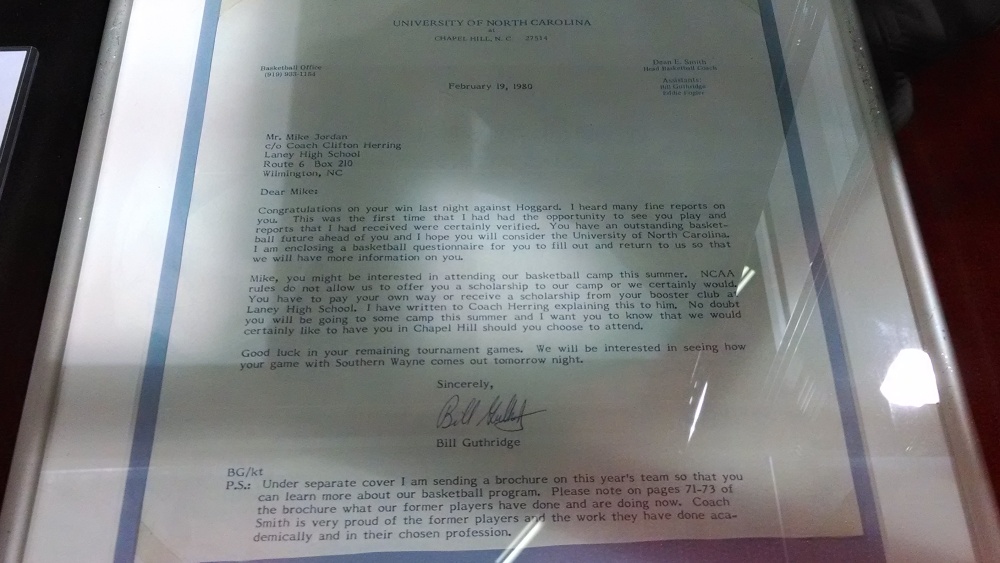 UNIVERSITY OF NORTH CAROLINA
at
CHAPEL HILL, N. C. 27514
Basketball Office
(919) 933-1154
Dean E. Smith
Head Basketball Coach
Assistants:
Bill Guthridge
Eddie Fogler
February 19, 1980
Mr. Mike Jordan
c/o Coach Clifton Herring
Laney High School
Route 6 Box 210
Wilmington, NC
Dear Mike:
Congratulations on your win last night against Hoggard. I heard many fine reports on
you. This was the first time that I had had the opportunity to see you play and
reports that I had received were certainly verified. You have an outstanding basket-
ball future ahead of you and I hope you will consider the University of North Carolina.
I am enclosing a basketball questionnaire for you to fill out and return to us so that
we will have more information on you.
Mike, you might be interested in attending our basketball camp this summer. NCAA
rules do not allow us to offer you a scholarship to our camp or we certainly would.
You have to pay your own way or receive a scholarship from your booster club at
Laney High School. I have written to Coach Herring explaining this to him. No doubt
you will be going to some camp this summer and I want you to know that we would
certainly like to have you in Chapel Hill should you choose to attend.
Good luck in your remaining tournament games. We will be interested in seeing how
your game with Southern Wayne comes out tomorrow night.
Sincerely,
Bill Guthridge
BG/kt
P.S.: Under separate cover I am sending a brochure on this year's team so that you
can learn more about our basketball program. Please note on pages 71-73 of
the brochure what our former players have done and are doing now. Coach
Smith is very proud of the former players and the work they have done aca-
demically and in their chosen profession.